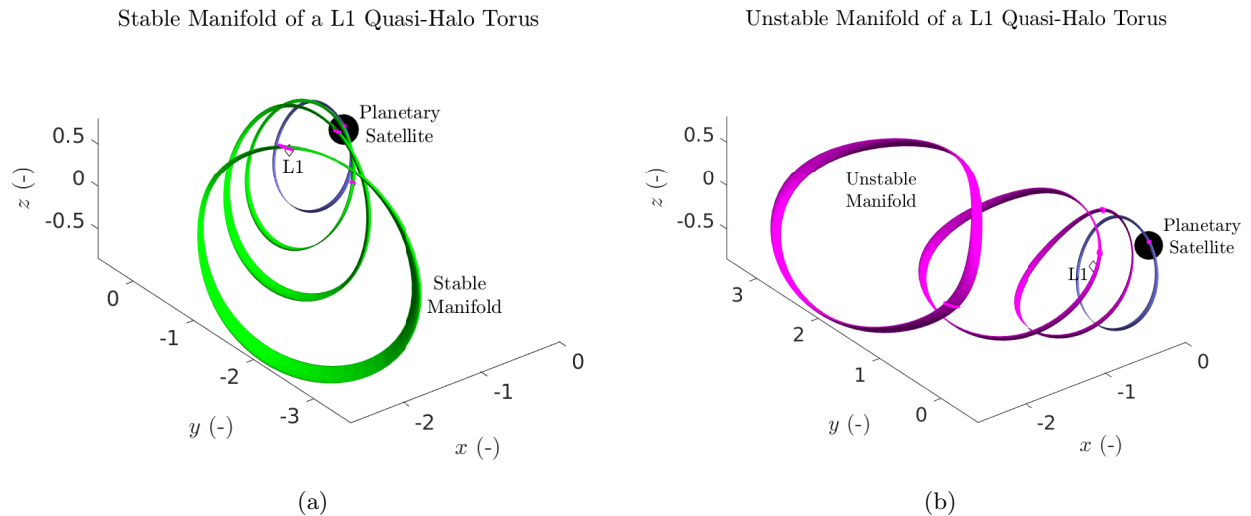 Stable Manifold of a L1 Quasi-Halo Torus
Planetary
Satellite
L1
Stable
Manifold
0.5
0
-0.5
z (-)
0
-1
-2
-3
y (-)
-2
-1
0
x (-)
(a)
Unstable Manifold of a L1 Quasi-Halo Torus
Unstable
Manifold
Planetary
Satellite
L1
0.5
0
-0.5
z (-)
3
2
1
0
y (-)
-2
-1
0
x (-)
(b)